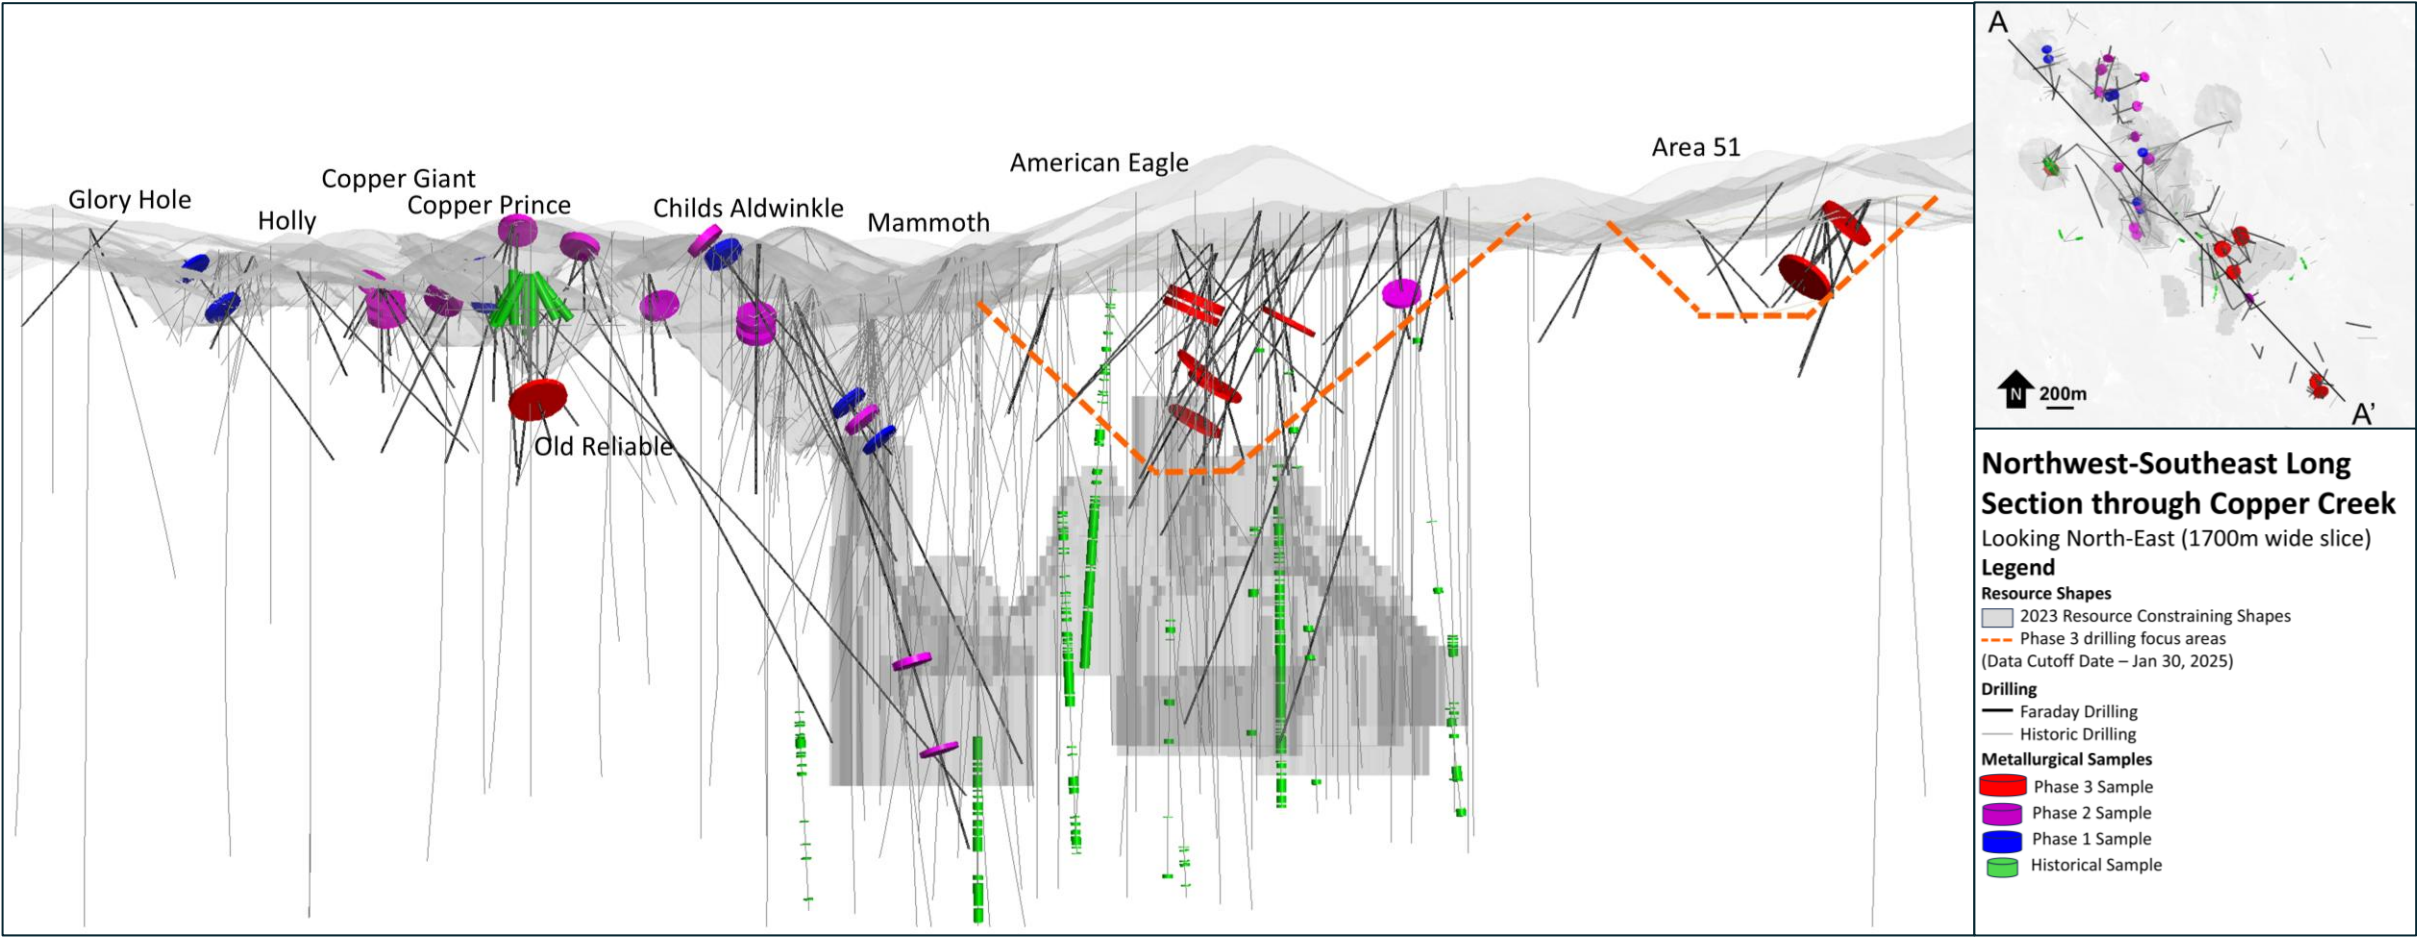 Glory Hole
Holly
Copper Giant
Copper Prince
Old Reliable
Childs Aldwinkle
Mammoth
American Eagle
Area 51
A
N
200m
A'
Northwest-Southeast Long
Section through Copper Creek
Looking North-East (1700m wide slice)
Legend
Resource Shapes
2023 Resource Constraining Shapes
Phase 3 drilling focus areas
(Data Cutoff Date – Jan 30, 2025)
Drilling
Faraday Drilling
Historic Drilling
Metallurgical Samples
Phase 3 Sample
Phase 2 Sample
Phase 1 Sample
Historical Sample